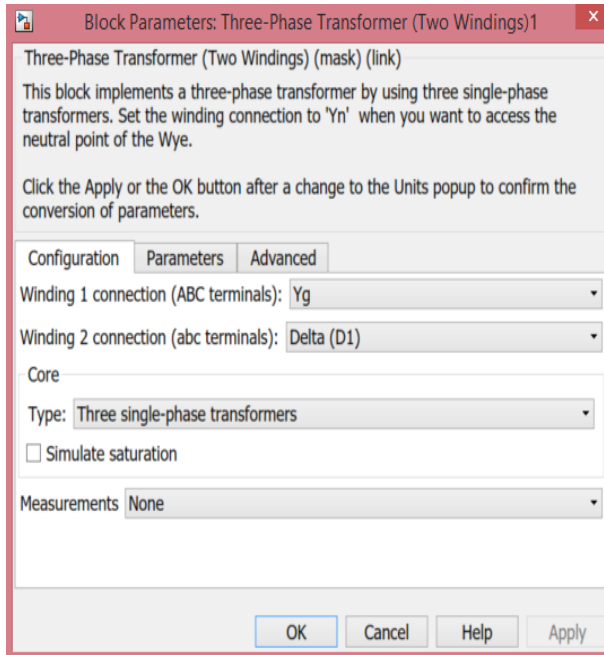 Block Parameters: Three-Phase Transformer (Two Windings)1
x
Three-Phase Transformer (Two Windings) (mask) (link)
This block implements a three-phase transformer by using three single-phase
transformers. Set the winding connection to 'Yn' when you want to access the
neutral point of the Wye.
Click the Apply or the OK button after a change to the Units popup to confirm the
conversion of parameters.
Configuration Parameters Advanced
Winding 1 connection (ABC terminals): Yg
Winding 2 connection (abc terminals): Delta (D1)
Core
Type: Three single-phase transformers
Simulate saturation
Measurements None
OK Cancel Help Apply